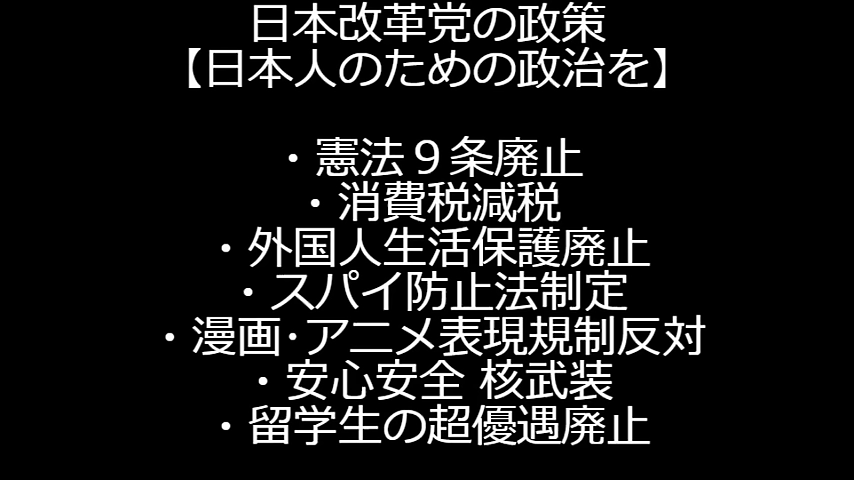 日本改革党の政策
【日本人のための政治を】
・憲法９条廃止
・消費税減税
・外国人生活保護廃止
・スパイ防止法制定
・漫画･アニメ表現規制反対
・安心安全 核武装
・留学生の超優遇廃止